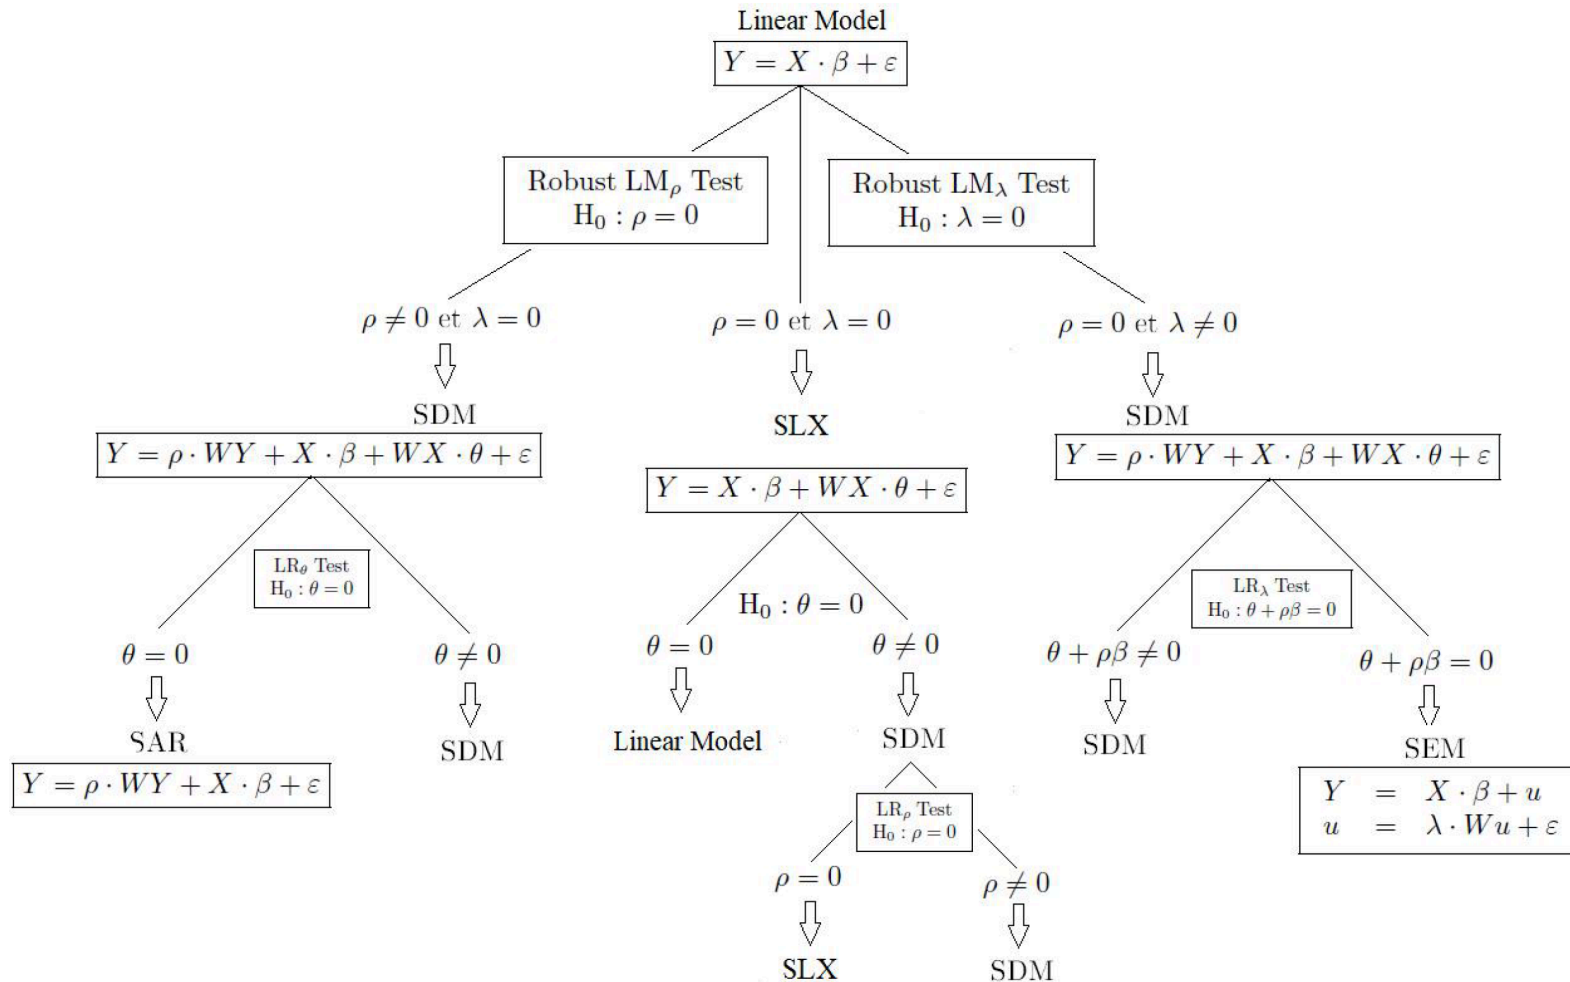 Linear Model
Y = X · β + ε
Robust LMρ Test
H₀ : ρ = 0
Robust LMλ Test
H₀ : λ = 0
ρ ≠ 0 et λ = 0
ρ = 0 et λ = 0
ρ = 0 et λ ≠ 0
SDM
SLX
SDM
Y = ρ · WY + X · β + WX · θ + ε
Y = X · β + WX · θ + ε
Y = ρ · WY + X · β + WX · θ + ε
LRθ Test
H₀ : θ = 0
H₀ : θ = 0
LRλ Test
H₀ : θ + ρβ = 0
θ = 0
θ ≠ 0
θ = 0
θ ≠ 0
θ + ρβ ≠ 0
θ + ρβ = 0
SAR
SDM
Linear Model
SDM
SDM
SEM
Y = ρ · WY + X · β + ε
Y = X · β + u
u = λ · Wu + ε
LRρ Test
H₀ : ρ = 0
ρ = 0
ρ ≠ 0
SLX
SDM